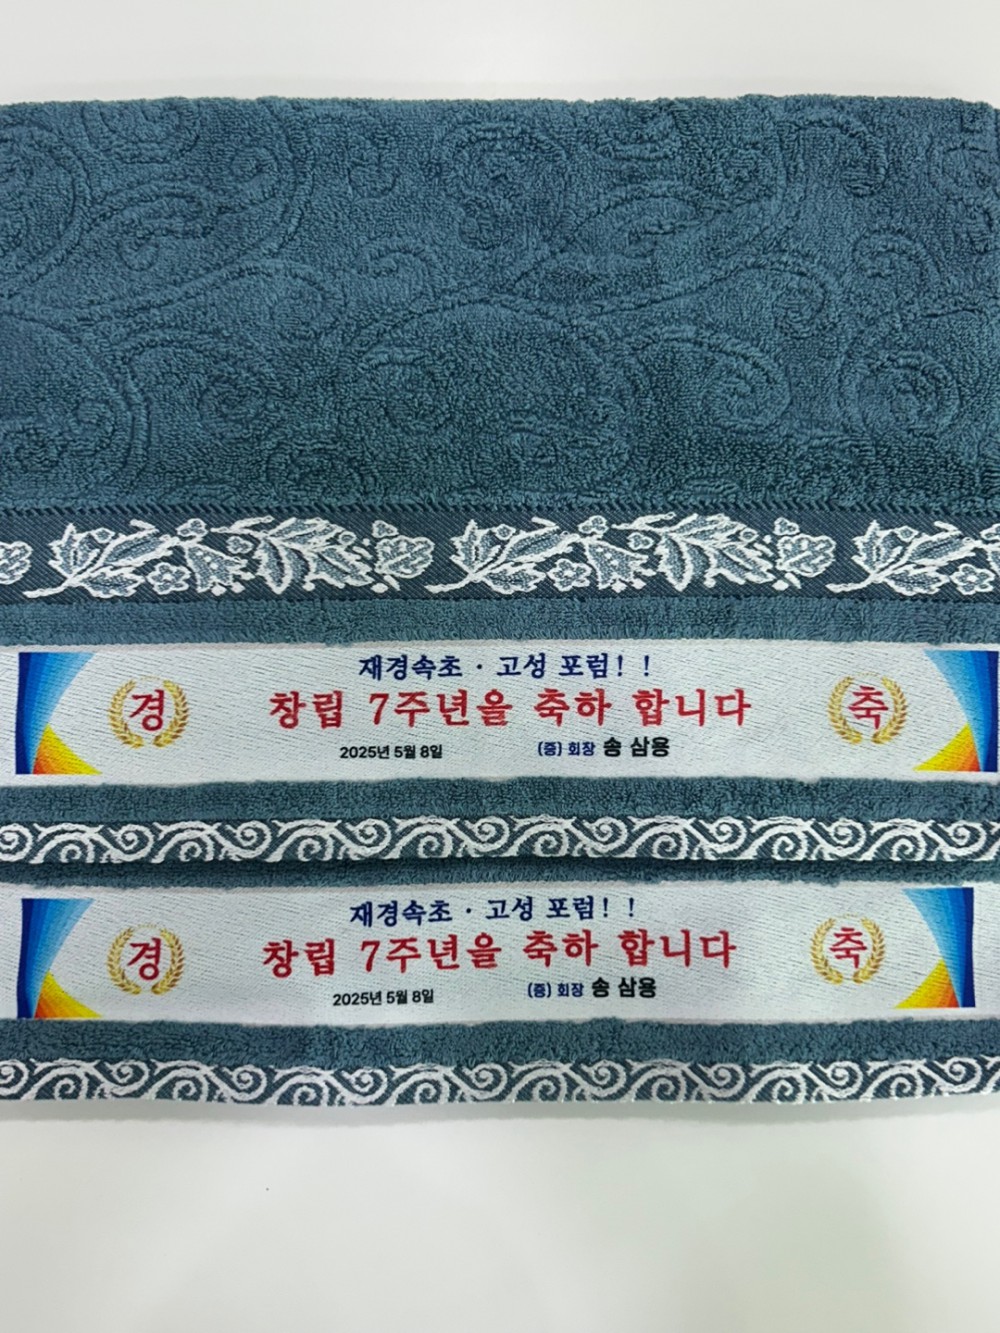 재경속초 · 고성 포럼! !
경 창립 7주년을 축하 합니다 축
2025년 5월 8일 (증) 회장 송 삼용
재경속초 · 고성 포럼! !
경 창립 7주년을 축하 합니다 축
2025년 5월 8일 (증) 회장 송 삼용